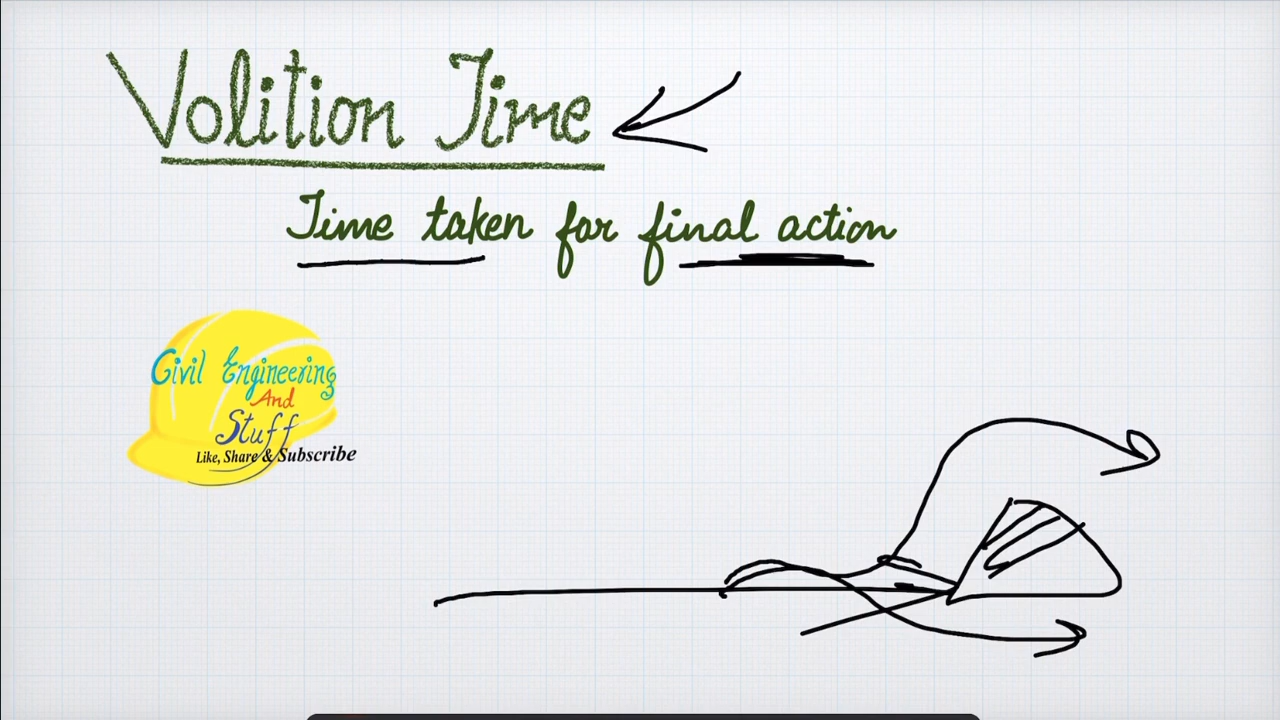 Volition Time
Time taken for final action
Civil Engineering
And
Stuff
Like, Share & Subscribe